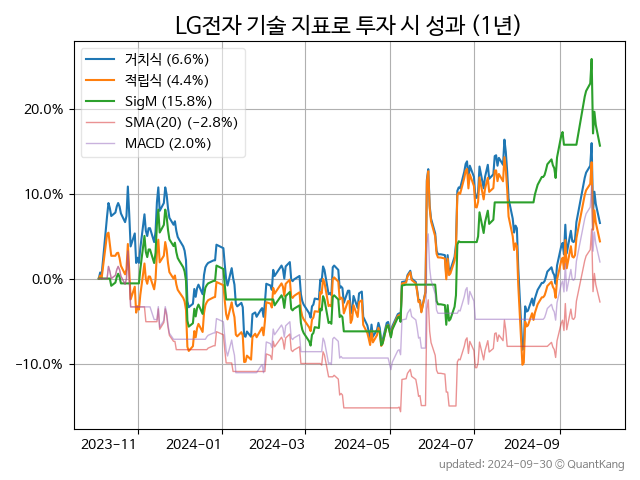 LG전자 기술 지표로 투자 시 성과 (1년)
거치식 (6.6%)
적립식 (4.4%)
SigM (15.8%)
SMA(20) (-2.8%)
MACD (2.0%)
20.0%
10.0%
0.0%
-10.0%
2023-11 2024-01 2024-03 2024-05 2024-07 2024-09
updated: 2024-09-30 © QuantKang